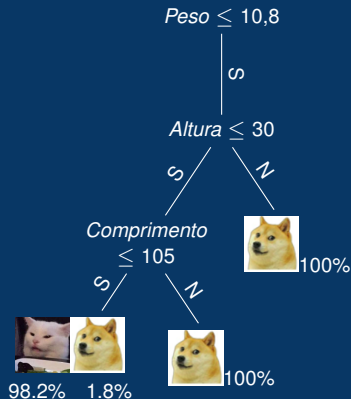 Peso ≤ 10,8
S
Altura ≤ 30
S
N
Comprimento
≤ 105
100%
S
N
100%
98.2%
1.8%